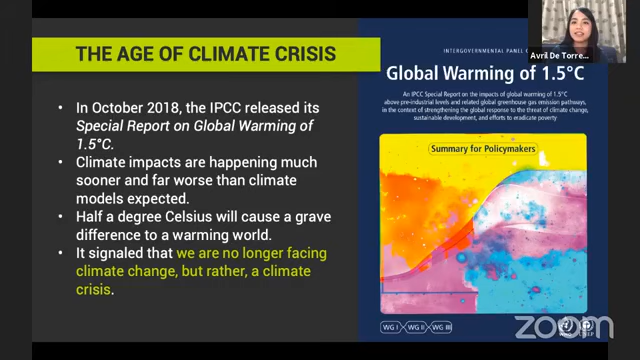 THE AGE OF CLIMATE CRISIS
• In October 2018, the IPCC released its
Special Report on Global Warming of
1.5°C.
• Climate impacts are happening much
sooner and far worse than climate
models expected.
• Half a degree Celsius will cause a grave
difference to a warming world.
• It signaled that we are no longer facing
climate change, but rather, a climate
crisis.
INTERGOVERNMENTAL PANEL
Global Warming of 1.5°C
An IPCC Special Report on the impacts of global warming of 1.5°C
above pre-industrial levels and related global greenhouse gas emission pathways,
in the context of strengthening the global response to the threat of climate change,
sustainable development, and efforts to eradicate poverty
Summary for Policymakers
WG I WG II WG III
Avril De Torre...
zoom